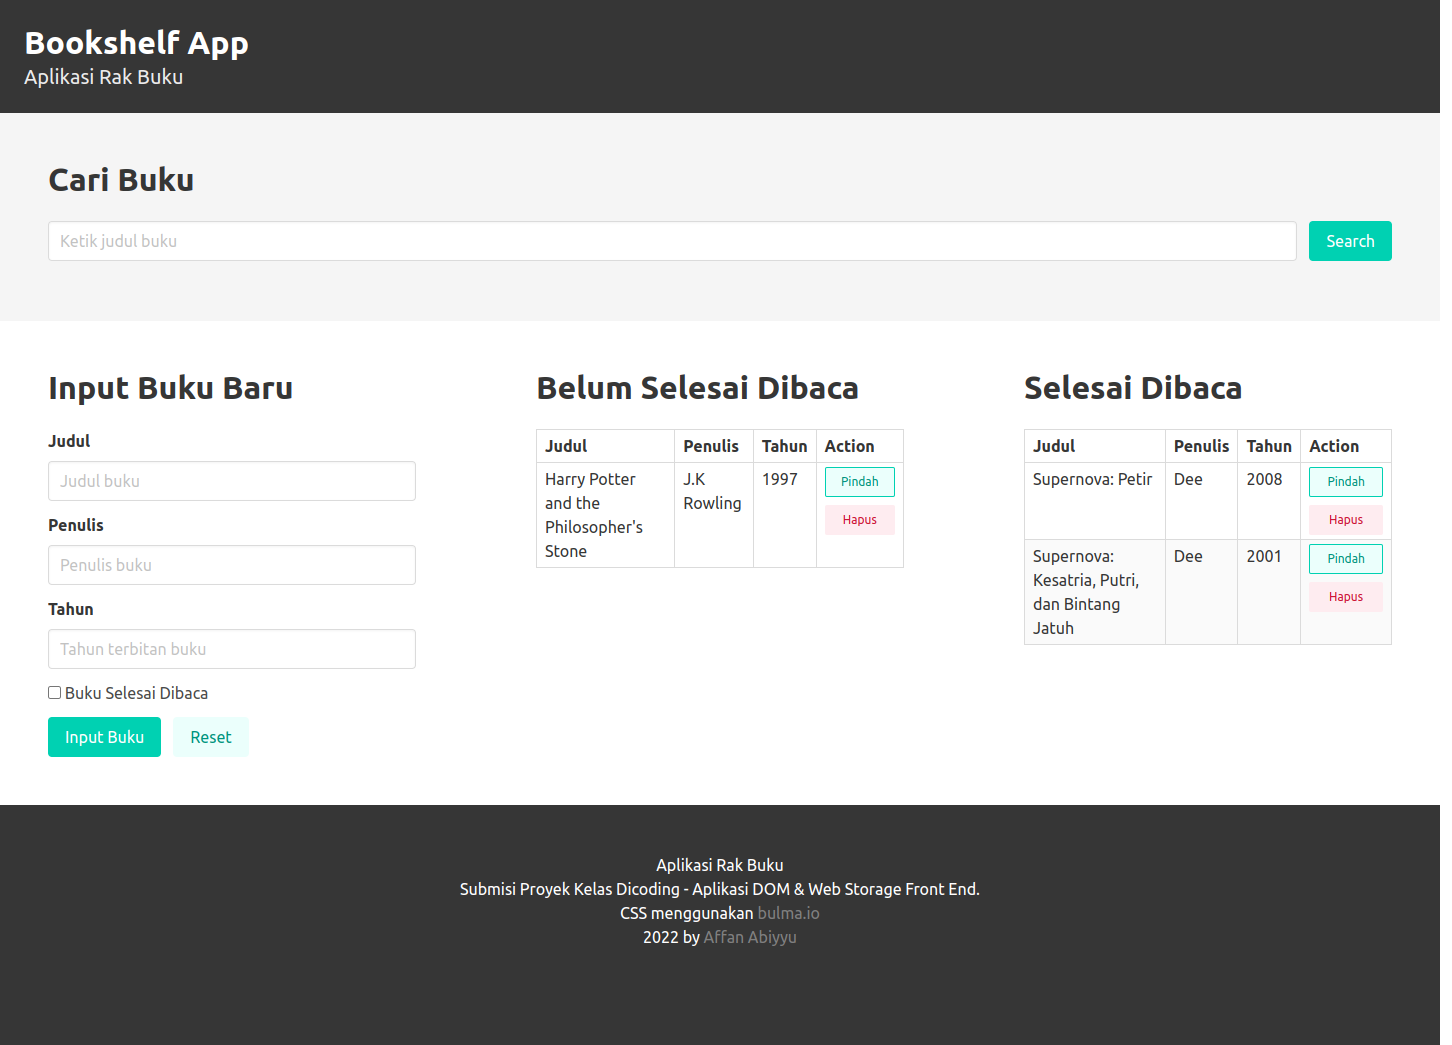 Bookshelf App
Aplikasi Rak Buku
Cari Buku
Ketik judul buku
Search
Input Buku Baru
Judul
Judul buku
Penulis
Penulis buku
Tahun
Tahun terbitan buku
Buku Selesai Dibaca
Input Buku
Reset
Belum Selesai Dibaca
Judul Penulis Tahun Action
Harry Potter J.K 1997 Pindah
and the Rowling
Philosopher's Hapus
Stone
Selesai Dibaca
Judul Penulis Tahun Action
Supernova: Petir Dee 2008 Pindah
Hapus
Supernova: Dee 2001 Pindah
Kesatria, Putri,
dan Bintang Hapus
Jatuh
Aplikasi Rak Buku
Submisi Proyek Kelas Dicoding - Aplikasi DOM & Web Storage Front End.
CSS menggunakan bulma.io
2022 by Affan Abiyyu